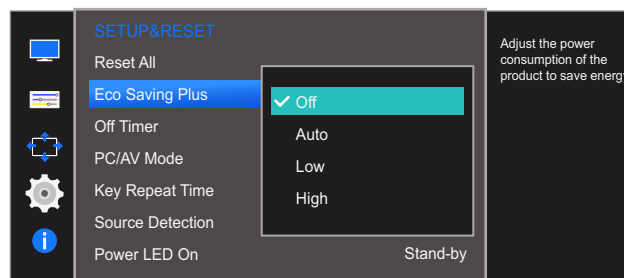 SETUP&RESET
Reset All
Eco Saving Plus
Off Timer
PC/AV Mode
Key Repeat Time
Source Detection
Power LED On
Stand-by
Off
Auto
Low
High
Adjust the power
consumption of the
product to save energy